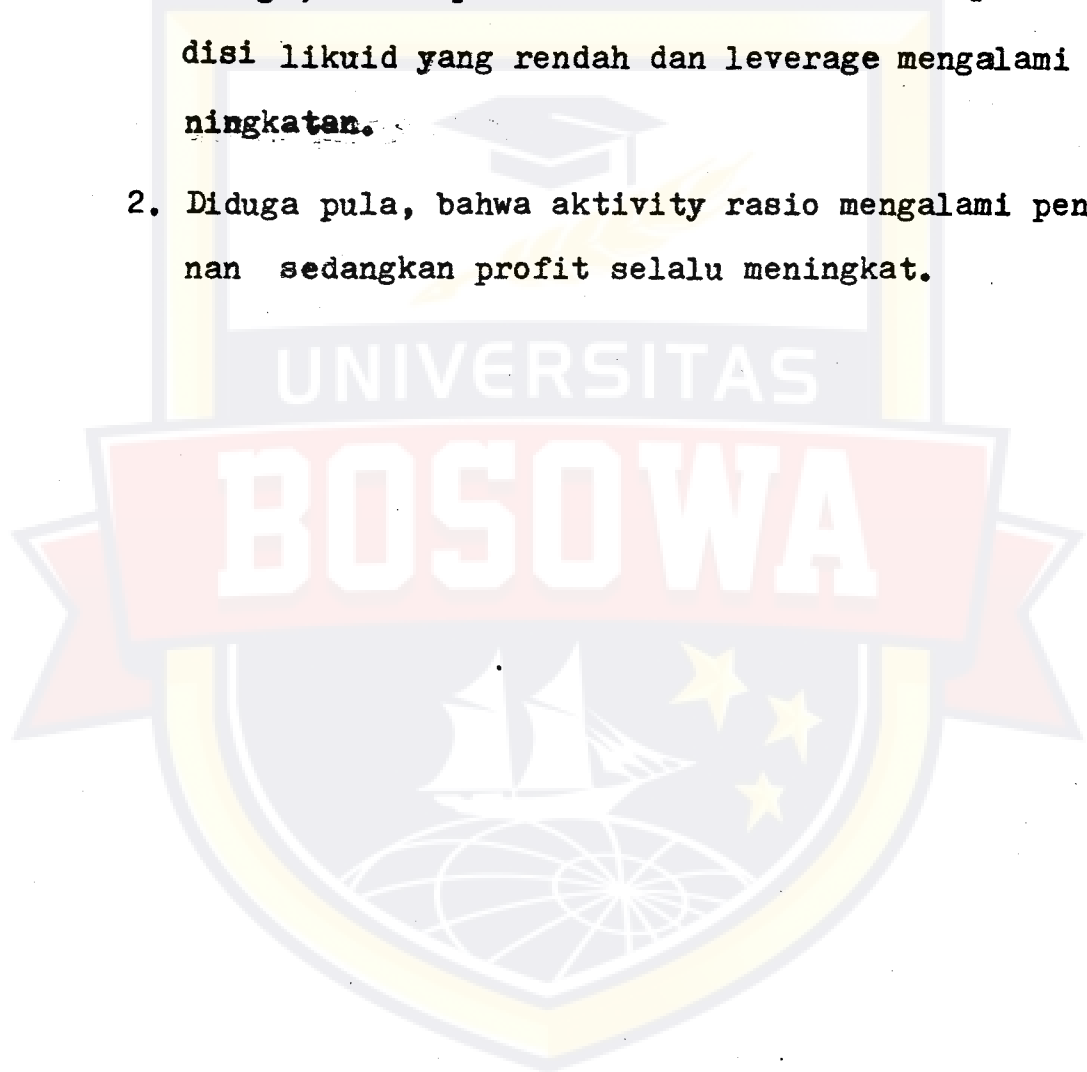 disi likuid yang rendah dan leverage mengalami
ningkatan.
2. Diduga pula, bahwa aktivity rasio mengalami pen
nan sedangkan profit selalu meningkat.
UNIVERSITAS
BOSOWA